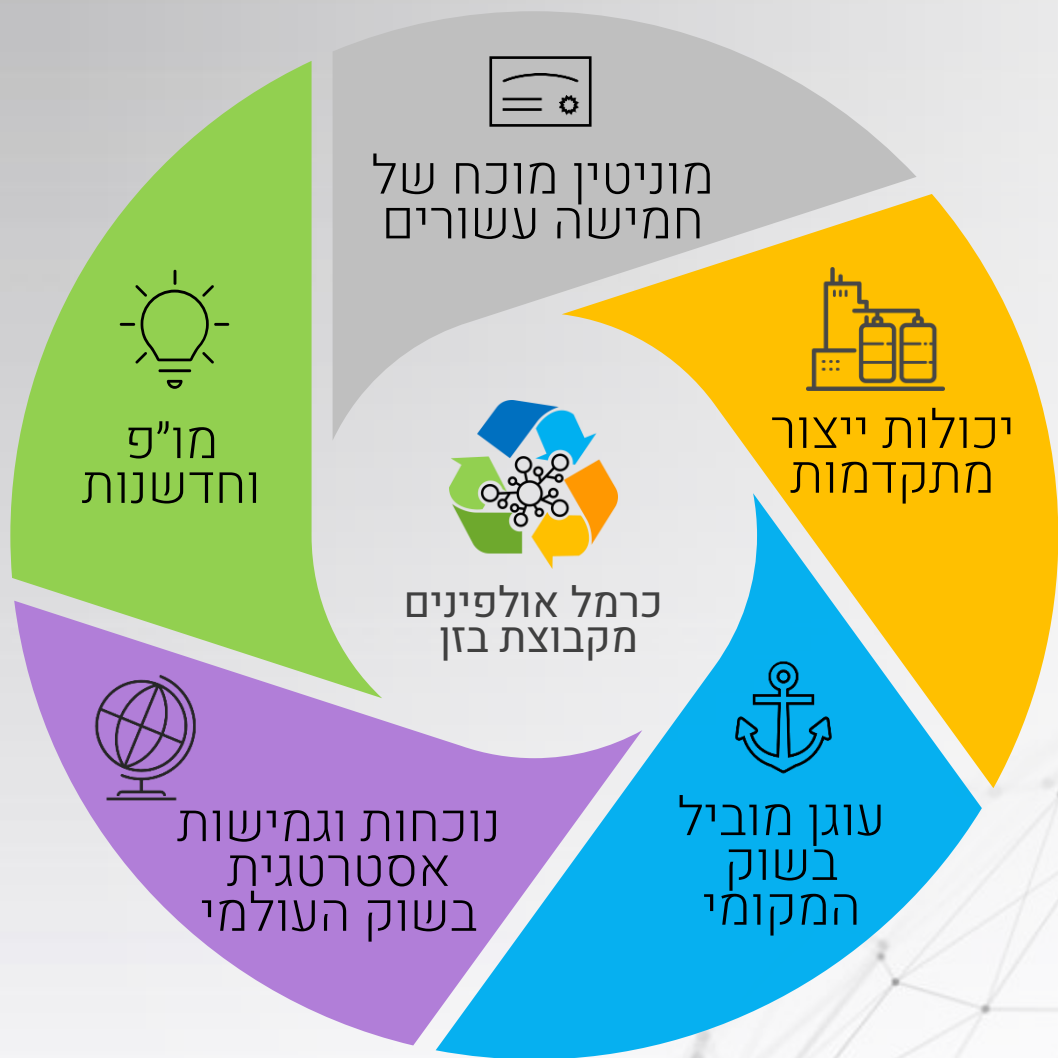 מוניטין מוכח של
חמישה עשורים
יכולות ייצור
מתקדמות
עוגן מוביל
בשוק
המקומי
נוכחות וגמישות
אסטרטגית
בשוק העולמי
מו"פ
וחדשנות
כרמל אולפינים
מקבוצת בזן